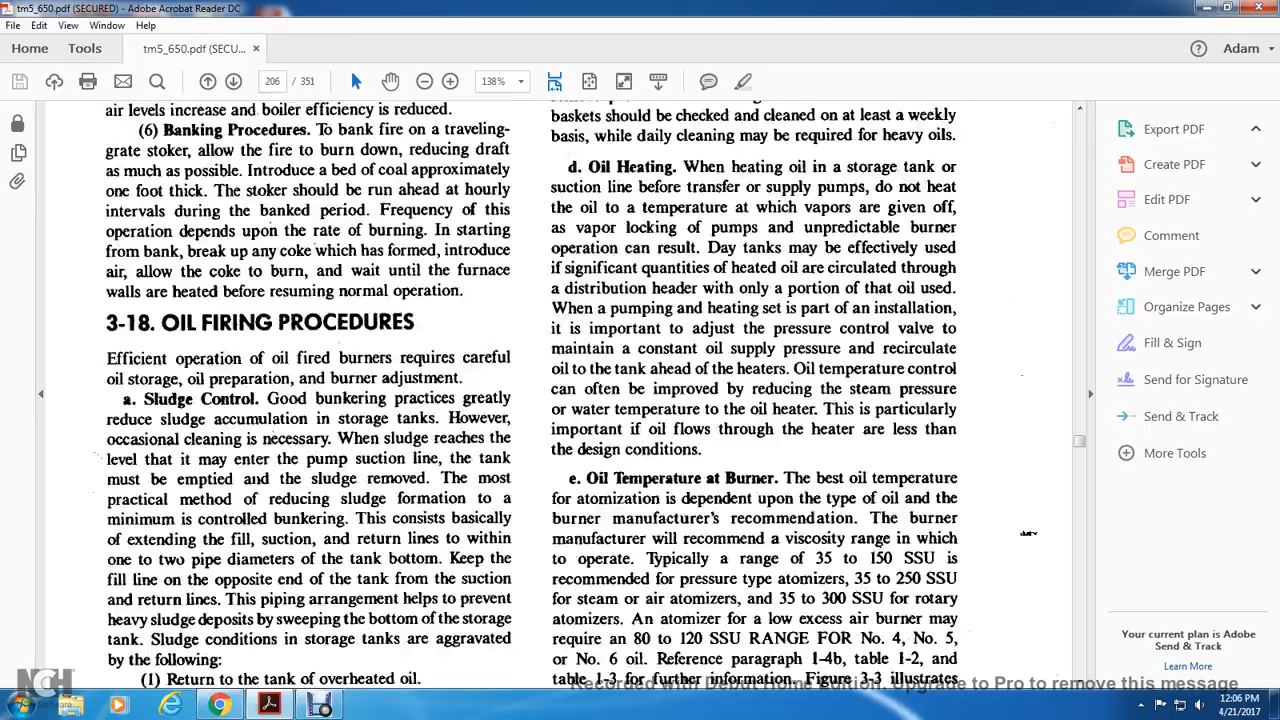 tm5_650.pdf (SECURED) - Adobe Acrobat Reader DC
File Edit View Window Help
Home Tools tm5_650.pdf (SECU... × Adam
206 / 351 138%
air levels increase and boiler efficiency is reduced.
(6) Banking Procedures. To bank fire on a traveling-
grate stoker, allow the fire to burn down, reducing draft
as much as possible. Introduce a bed of coal approximately
one foot thick. The stoker should be run ahead at hourly
intervals during the banked period. Frequency of this
operation depends upon the rate of burning. In starting
from bank, break up any coke which has formed, introduce
air, allow the coke to burn, and wait until the furnace
walls are heated before resuming normal operation.
3-18. OIL FIRING PROCEDURES
Efficient operation of oil fired burners requires careful
oil storage, oil preparation, and burner adjustment.
a. Sludge Control. Good bunkering practices greatly
reduce sludge accumulation in storage tanks. However,
occasional cleaning is necessary. When sludge reaches the
level that it may enter the pump suction line, the tank
must be emptied and the sludge removed. The most
practical method of reducing sludge formation to a
minimum is controlled bunkering. This consists basically
of extending the fill, suction, and return lines to within
one to two pipe diameters of the tank bottom. Keep the
fill line on the opposite end of the tank from the suction
and return lines. This piping arrangement helps to prevent
heavy sludge deposits by sweeping the bottom of the storage
tank. Sludge conditions in storage tanks are aggravated
by the following:
(1) Return to the tank of overheated oil.
baskets should be checked and cleaned on at least a weekly
basis, while daily cleaning may be required for heavy oils.
d. Oil Heating. When heating oil in a storage tank or
suction line before transfer or supply pumps, do not heat
the oil to a temperature at which vapors are given off,
as vapor locking of pumps and unpredictable burner
operation can result. Day tanks may be effectively used
if significant quantities of heated oil are circulated through
a distribution header with only a portion of that oil used.
When a pumping and heating set is part of an installation,
it is important to adjust the pressure control valve to
maintain a constant oil supply pressure and recirculate
oil to the tank ahead of the heaters. Oil temperature control
can often be improved by reducing the steam pressure
or water temperature to the oil heater. This is particularly
important if oil flows through the heater are less than
the design conditions.
e. Oil Temperature at Burner. The best oil temperature
for atomization is dependent upon the type of oil and the
burner manufacturer's recommendation. The burner
manufacturer will recommend a viscosity range in which
to operate. Typically a range of 35 to 150 SSU is
recommended for pressure type atomizers, 35 to 250 SSU
for steam or air atomizers, and 35 to 300 SSU for rotary
atomizers. An atomizer for a low excess air burner may
require an 80 to 120 SSU RANGE FOR No. 4, No. 5,
or No. 6 oil. Reference paragraph 1-4b, table 1-2, and
table 1-3 for further information. Figure 3-3 illustrates
Export PDF
Create PDF
Edit PDF
Comment
Merge PDF
Organize Pages
Fill & Sign
Send for Signature
Send & Track
More Tools
Your current plan is Adobe
Send & Track
Learn More
Recorded with Debut Home Edition. Upgrade to Pro to remove this message
NCH Software
12:06 PM
4/21/2017